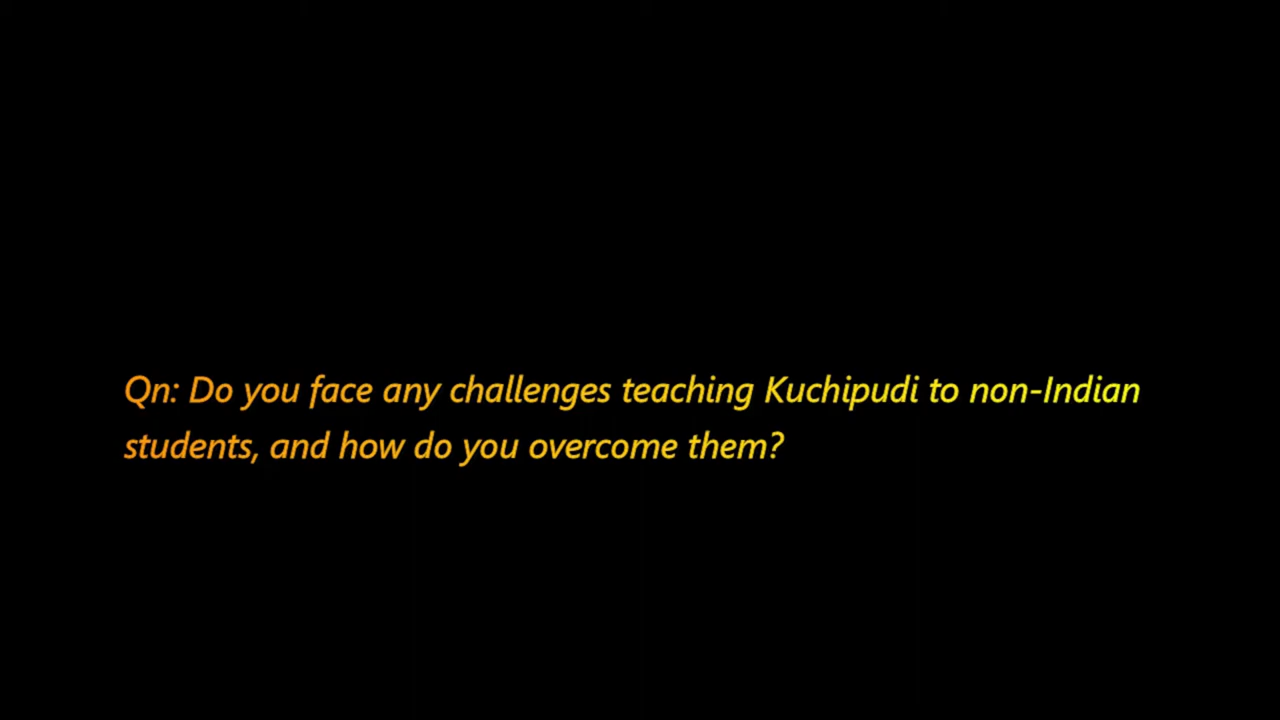 Qn: Do you face any challenges teaching Kuchipudi to non-Indian
students, and how do you overcome them?